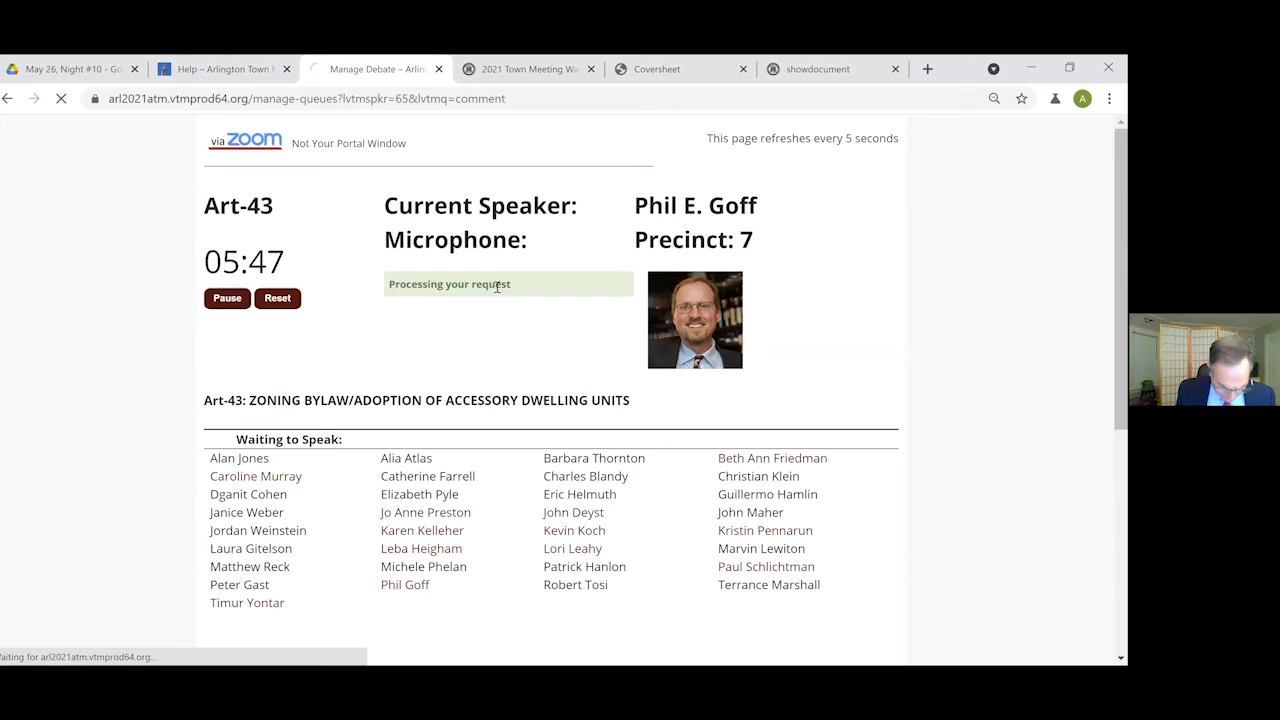 May 26, Night #10 - Go
Help – Arlington Town
Manage Debate – Arlin
2021 Town Meeting Wa
Coversheet
showdocument
arl2021atm.vtmprod64.org/manage-queues?lvtmspkr=65&lvtmq=comment
A
via zoom Not Your Portal Window
This page refreshes every 5 seconds
Art-43 Current Speaker: Phil E. Goff
Microphone: Precinct: 7
05:47
Processing your request
Pause Reset
Art-43: ZONING BYLAW/ADOPTION OF ACCESSORY DWELLING UNITS
Waiting to Speak:
Alan Jones Alia Atlas Barbara Thornton Beth Ann Friedman
Caroline Murray Catherine Farrell Charles Blandy Christian Klein
Dganit Cohen Elizabeth Pyle Eric Helmuth Guillermo Hamlin
Janice Weber Jo Anne Preston John Deyst John Maher
Jordan Weinstein Karen Kelleher Kevin Koch Kristin Pennarun
Laura Gitelson Leba Heigham Lori Leahy Marvin Lewiton
Matthew Reck Michele Phelan Patrick Hanlon Paul Schlichtman
Peter Gast Phil Goff Robert Tosi Terrance Marshall
Timur Yontar
aiting for arl2021atm.vtmprod64.org...